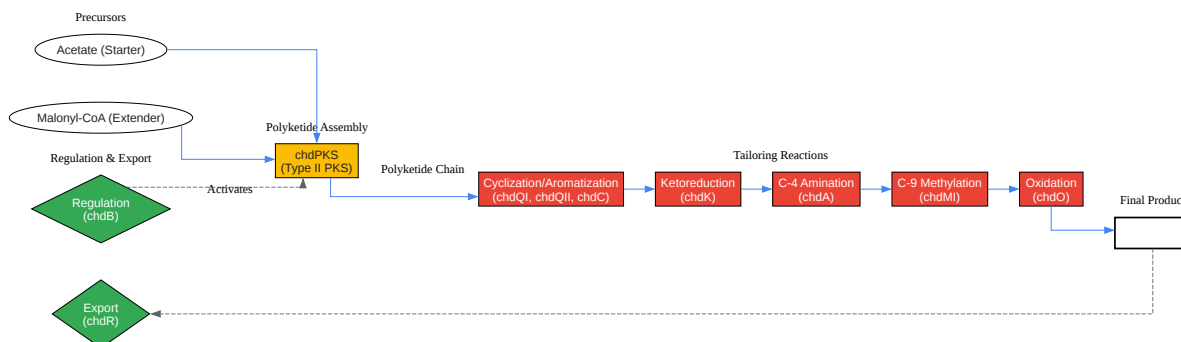 Precursors
Acetate (Starter)
Malonyl-CoA (Extender)
Polyketide Assembly
chdPKS
(Type II PKS)
Regulation & Export
Activates
Regulation
(chdB)
Polyketide Chain
Tailoring Reactions
Cyclization/Aromatization
(chdQI, chdQII, chdC)
Ketoreduction
(chdK)
C-4 Amination
(chdA)
C-9 Methylation
(chdMI)
Oxidation
(chdO)
Final Produc
Export
(chdR)